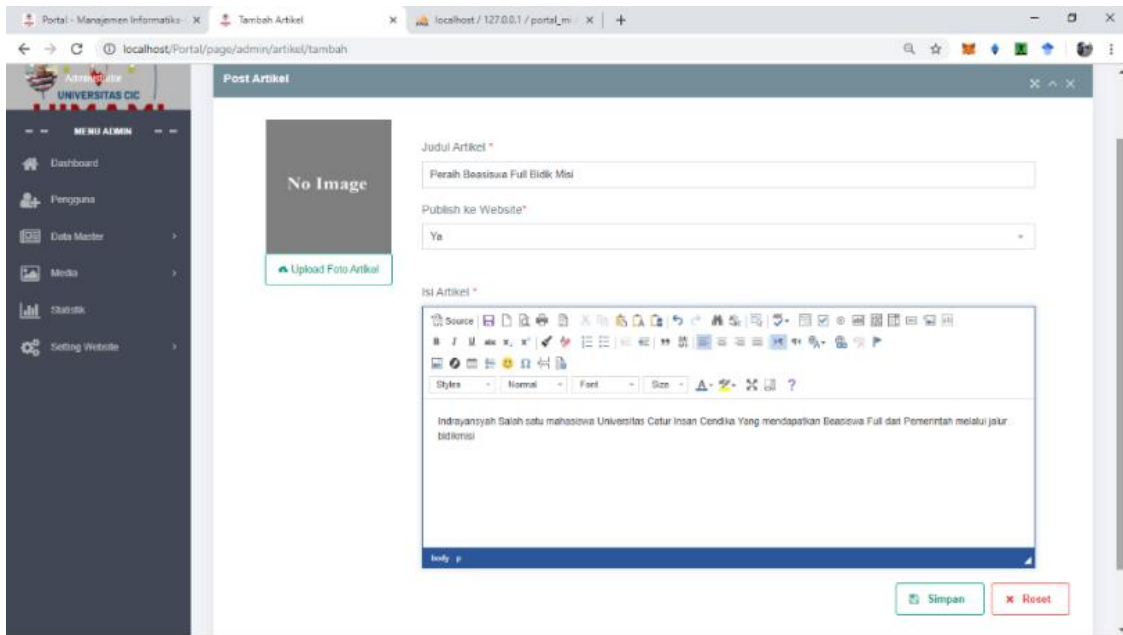 Portal - Manajemen Informatika
Tambah Artikel
localhost / 127.0.0.1 / portal_mi
localhost/Portal/page/admin/artikel/tambah
Administrator
UNIVERSITAS CIC
MENU ADMIN
Dashboard
Pengguna
Data Master
Media
Statistik
Setting Website
Post Artikel
No Image
Upload Foto Artikel
Judul Artikel *
Peraih Beasiswa Full Bidik Misi
Publish ke Website*
Ya
Isi Artikel *
Source
Styles Normal Font Size
Indrayansyah Salah satu mahasiswa Universitas Catur Insan Cendika Yang mendapatkan Beasiswa Full dari Pemerintah melalui jalur
bidikmisi
body p
Simpan
Reset